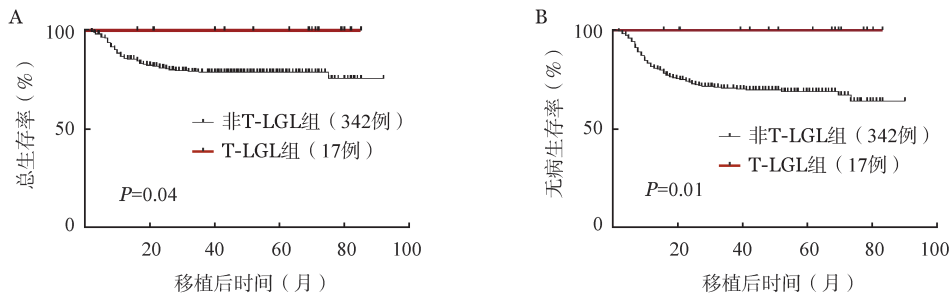 A
100
50
0
总生存率（%）
非T-LGL组（342例）
T-LGL组（17例）
P=0.04
20
40
60
80
100
移植后时间（月）
B
100
50
0
无病生存率（%）
非T-LGL组（342例）
T-LGL组（17例）
P=0.01
20
40
60
80
100
移植后时间（月）